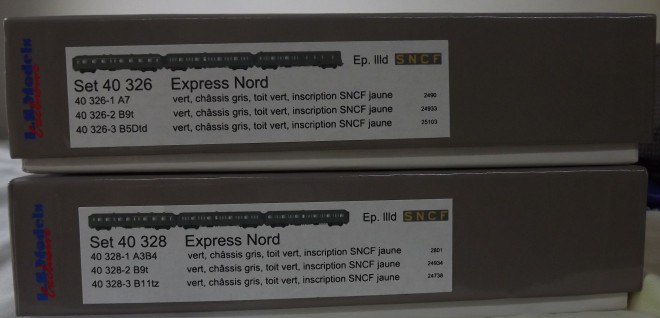 L.S.Models
Exclusive
Ep. IIId SNCF
Set 40 326 Express Nord
40 326-1 A7 vert, châssis gris, toit vert, inscription SNCF jaune 2490
40 326-2 B9t vert, châssis gris, toit vert, inscription SNCF jaune 24933
40 326-3 B5Dtd vert, châssis gris, toit vert, inscription SNCF jaune 25103
L.S.Models
Exclusive
Ep. IIId SNCF
Set 40 328 Express Nord
40 328-1 A3B4 vert, châssis gris, toit vert, inscription SNCF jaune 2801
40 328-2 B9t vert, châssis gris, toit vert, inscription SNCF jaune 24934
40 328-3 B11tz vert, châssis gris, toit vert, inscription SNCF jaune 24738